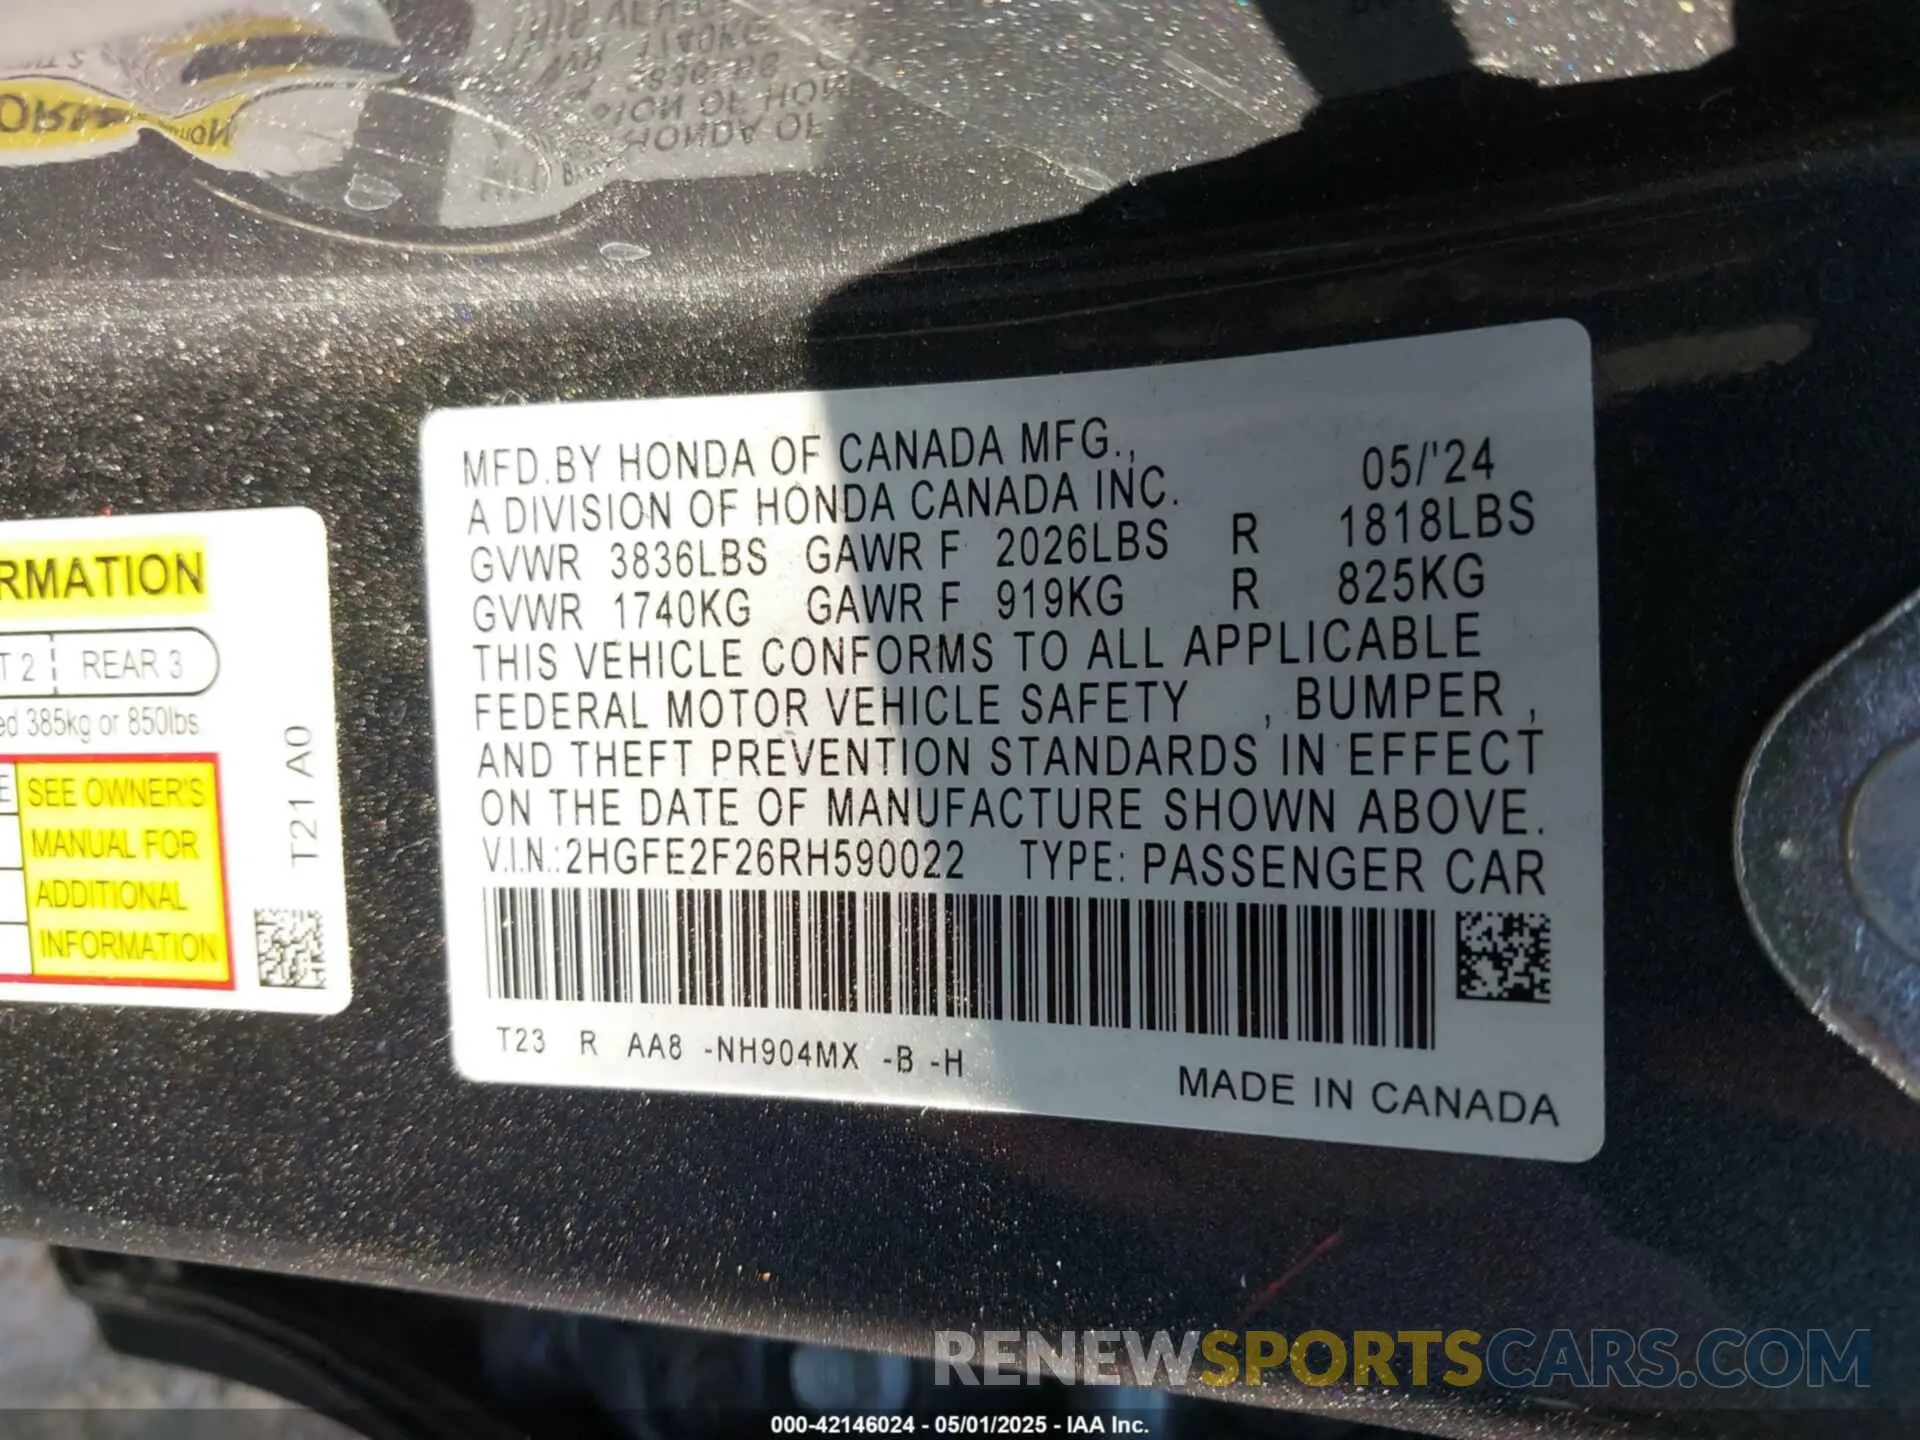 MFD.BY HONDA OF CANADA MFG.,
A DIVISION OF HONDA CANADA INC. 05/'24
GVWR 3836LBS GAWR F 2026LBS R 1818LBS
GVWR 1740KG GAWR F 919KG R 825KG
THIS VEHICLE CONFORMS TO ALL APPLICABLE
FEDERAL MOTOR VEHICLE SAFETY , BUMPER ,
AND THEFT PREVENTION STANDARDS IN EFFECT
ON THE DATE OF MANUFACTURE SHOWN ABOVE.
V.I.N.:2HGFE2F26RH590022 TYPE: PASSENGER CAR
T23 R AA8 -NH904MX -B -H
MADE IN CANADA
RMATION
T 2 REAR 3
ed 385kg or 850lbs
E
SEE OWNER'S
MANUAL FOR
ADDITIONAL
INFORMATION
T21 A0
RENEWSPORTSCARS.COM
000-42146024 - 05/01/2025 - IAA Inc.